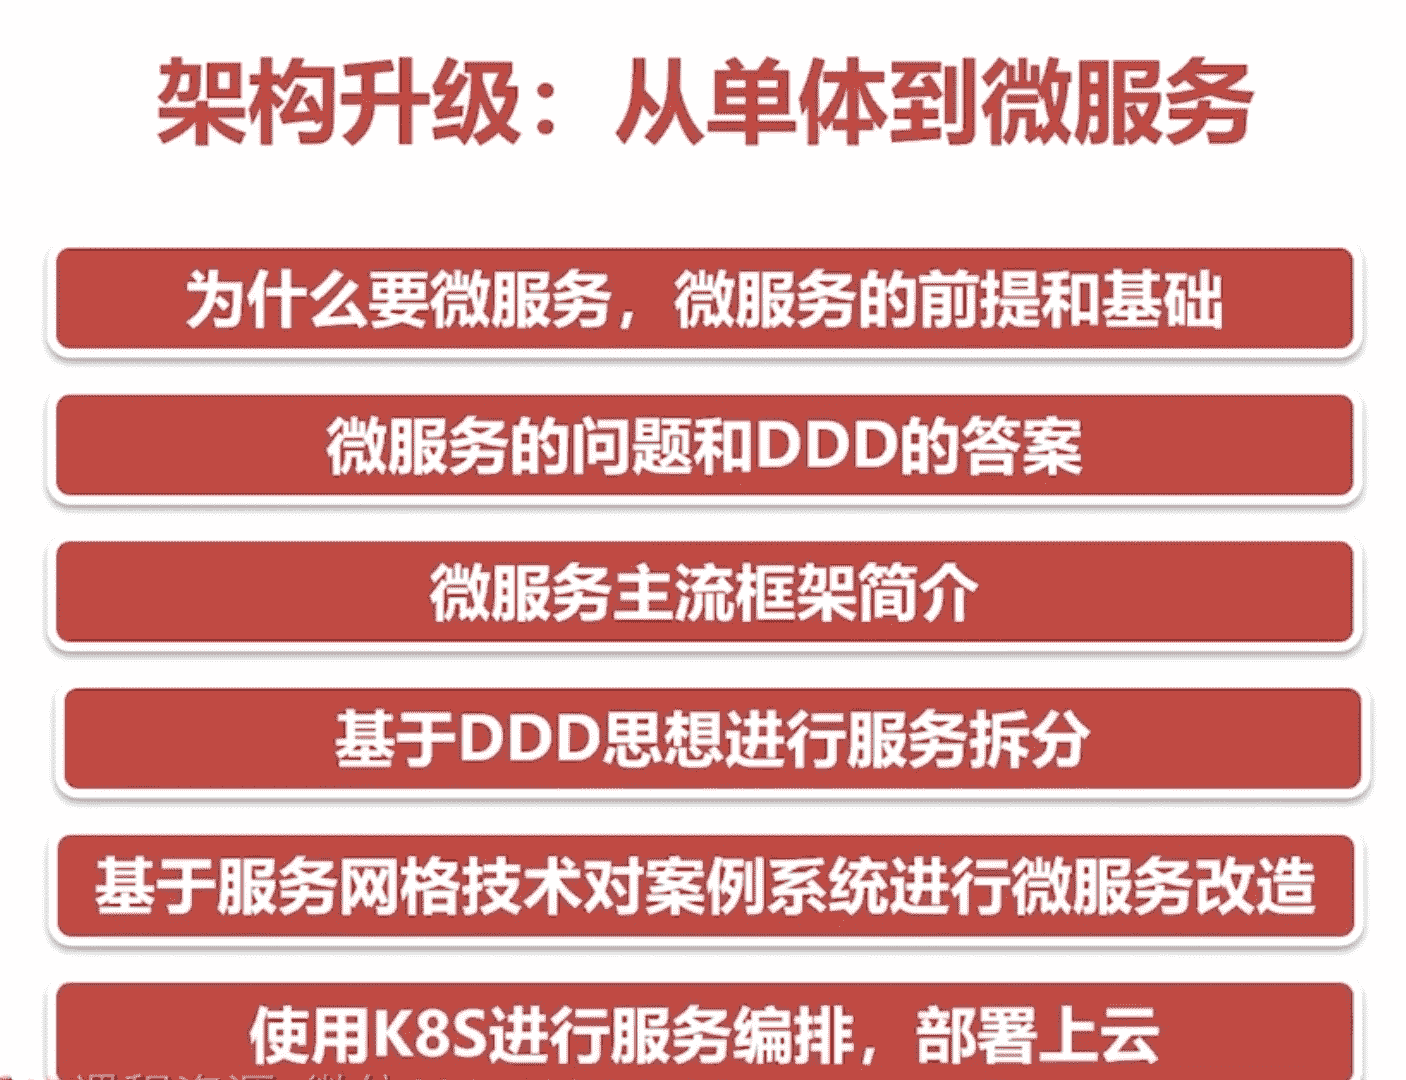 架构升级：从单体到微服务
为什么要微服务，微服务的前提和基础
微服务的问题和DDD的答案
微服务主流框架简介
基于DDD思想进行服务拆分
基于服务网格技术对案例系统进行微服务改造
使用K8S进行服务编排，部署上云